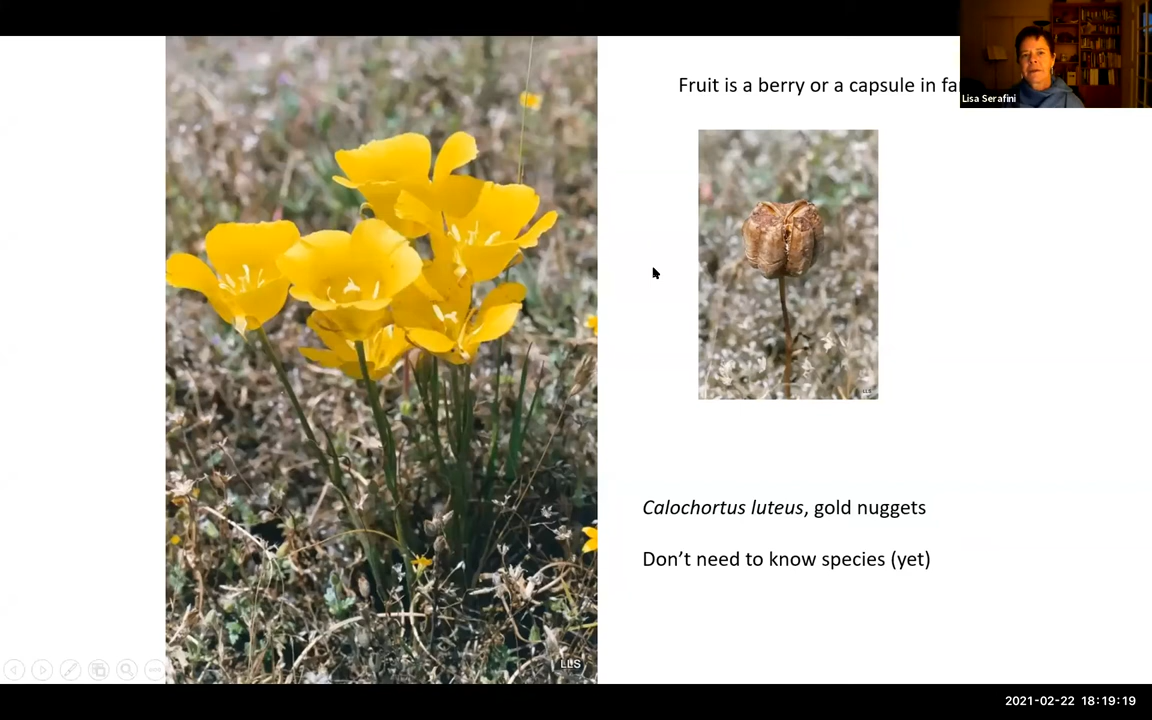 Fruit is a berry or a capsule in
Lisa Serafini
LLS
Calochortus luteus, gold nuggets
Don’t need to know species (yet)
LLS
2021-02-22 18:19:19